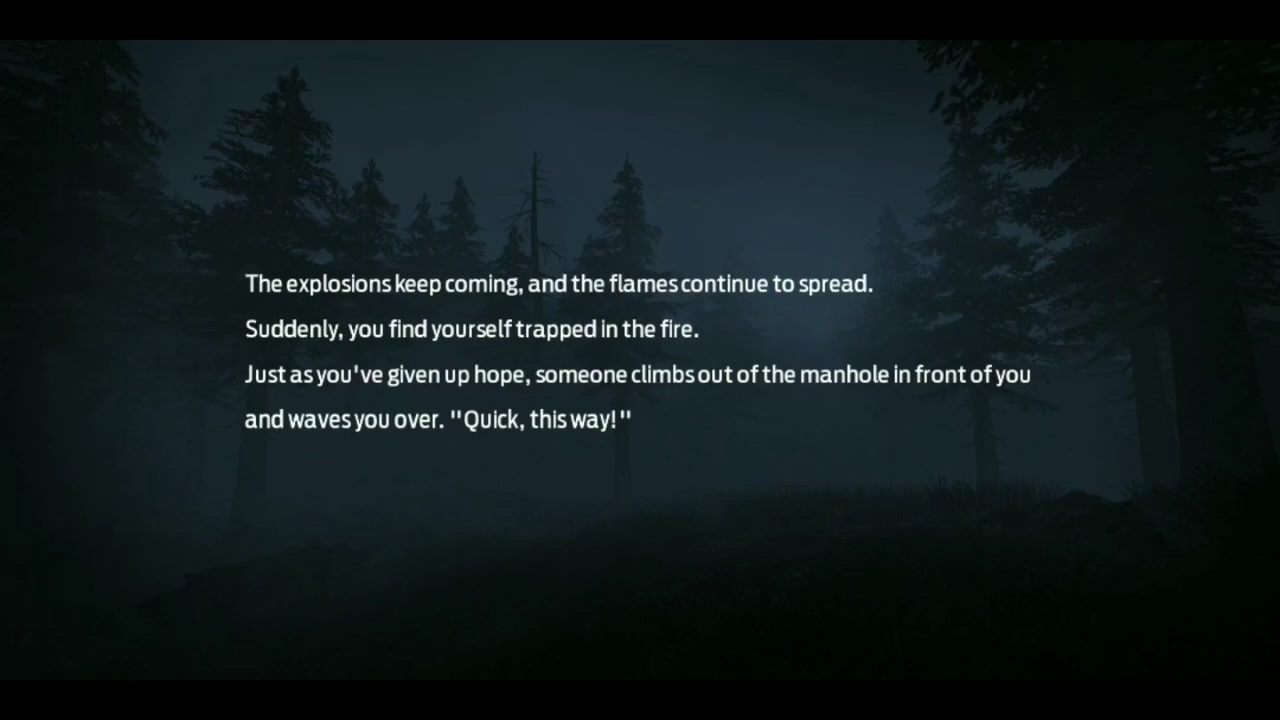 The explosions keep coming, and the flames continue to spread.
Suddenly, you find yourself trapped in the fire.
Just as you've given up hope, someone climbs out of the manhole in front of you
and waves you over. "Quick, this way!"